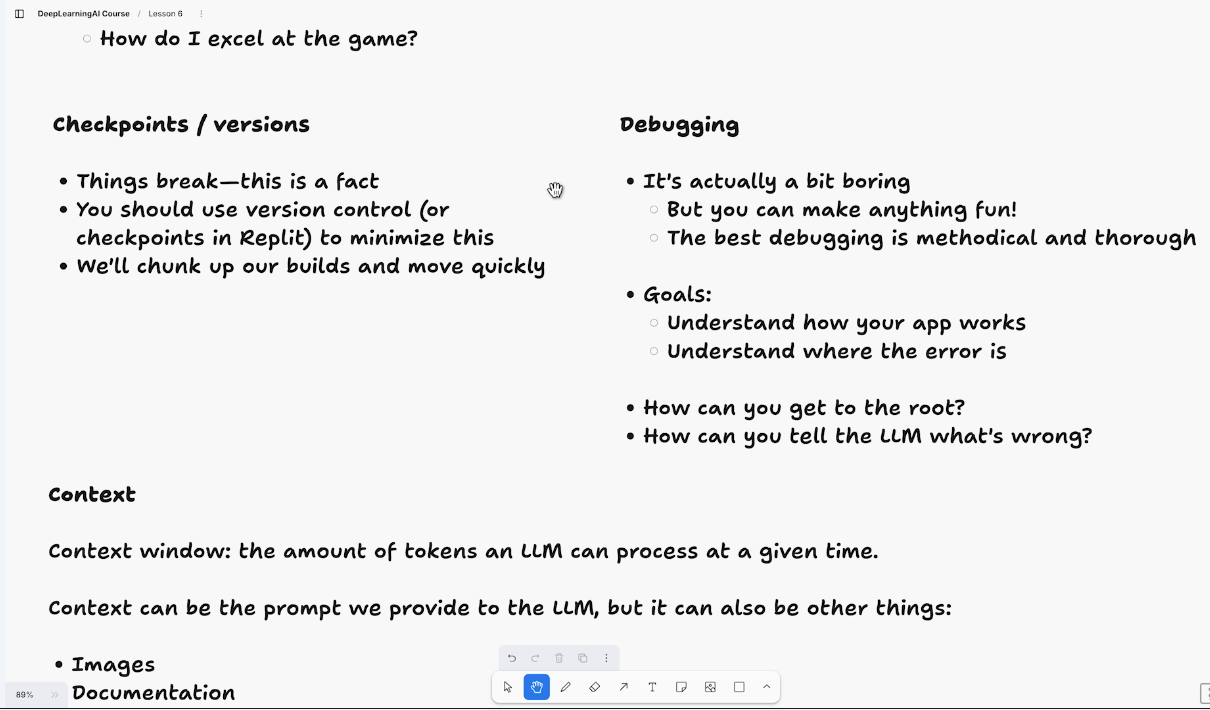 DeepLearningAI Course / Lesson 6
How do I excel at the game?
Checkpoints / versions
• Things break—this is a fact
• You should use version control (or
checkpoints in Replit) to minimize this
• We'll chunk up our builds and move quickly
Debugging
• It's actually a bit boring
But you can make anything fun!
The best debugging is methodical and thorough
• Goals:
Understand how your app works
Understand where the error is
• How can you get to the root?
• How can you tell the LLM what's wrong?
Context
Context window: the amount of tokens an LLM can process at a given time.
Context can be the prompt we provide to the LLM, but it can also be other things:
• Images
Documentation
89%